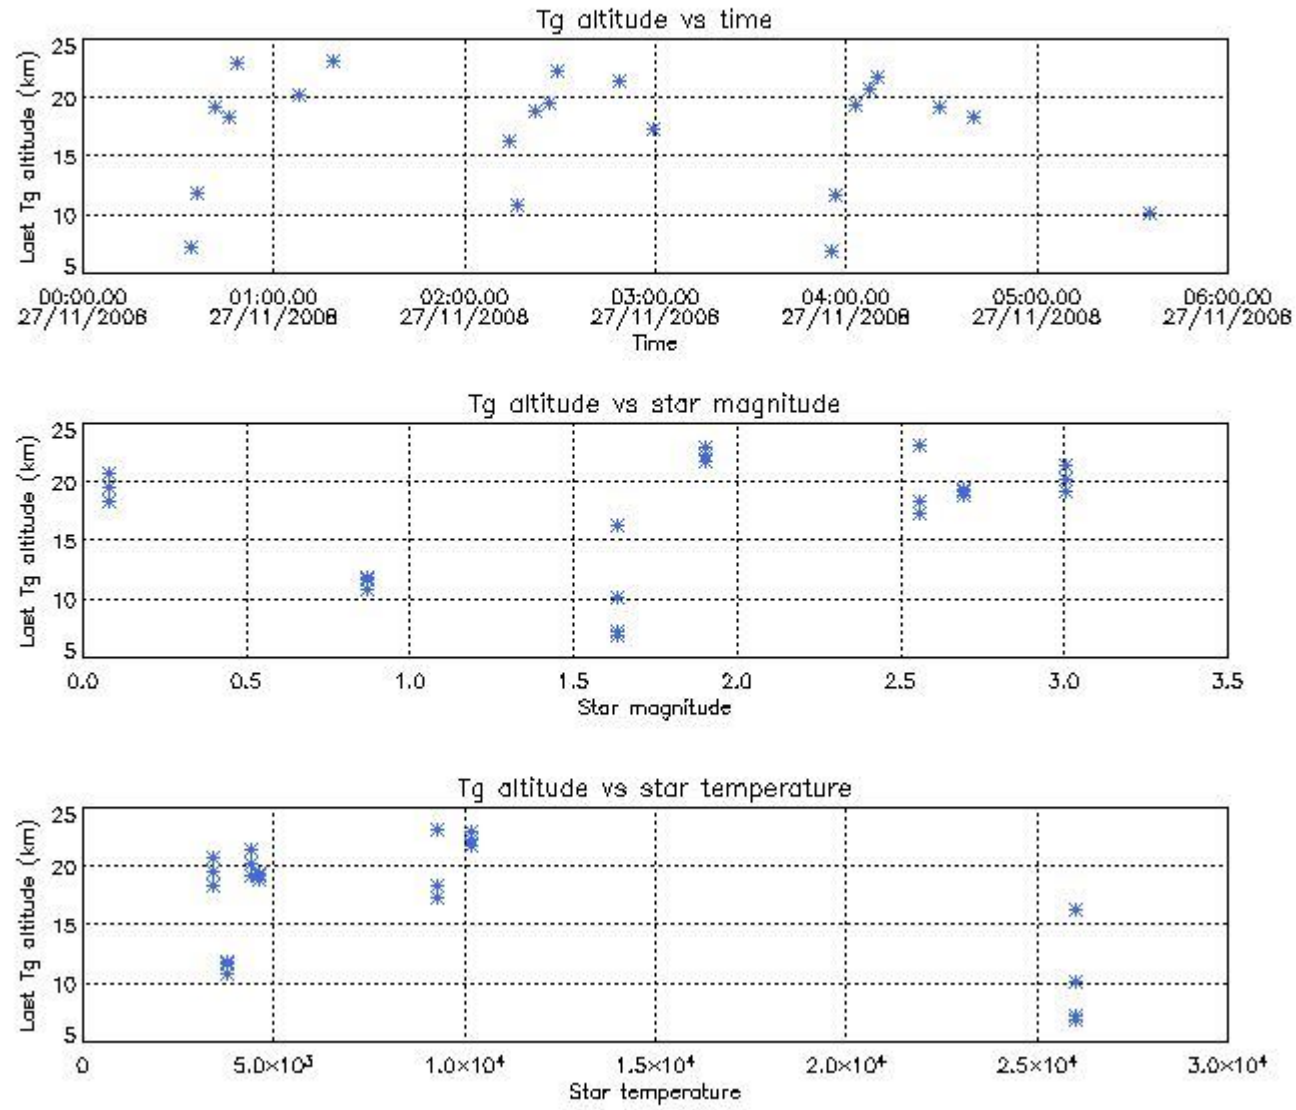 Tg altitude vs time
Last Tg altitude (km)
25
20
15
10
5
00:00.00 01:00.00 02:00.00 03:00.00 04:00.00 05:00.00 06:00.00
27/11/2008 27/11/2008 27/11/2008 27/11/2008 27/11/2008 27/11/2008 27/11/2008
Time
Tg altitude vs star magnitude
Last Tg altitude (km)
25
20
15
10
5
0.0 0.5 1.0 1.5 2.0 2.5 3.0 3.5
Star magnitude
Tg altitude vs star temperature
Last Tg altitude (km)
25
20
15
10
5
0 5.0×10³ 1.0×10⁴ 1.5×10⁴ 2.0×10⁴ 2.5×10⁴ 3.0×10⁴
Star temperature